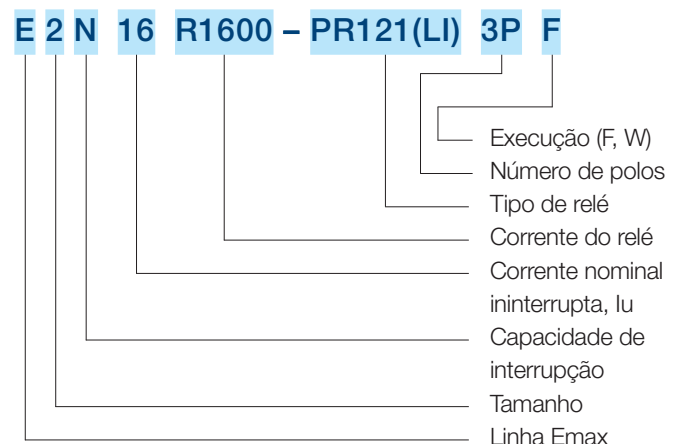 E 2 N 16 R1600 – PR121(LI) 3P F
Execução (F, W)
Número de polos
Tipo de relé
Corrente do relé
Corrente nominal
ininterrupta, Iu
Capacidade de
interrupção
Tamanho
Linha Emax